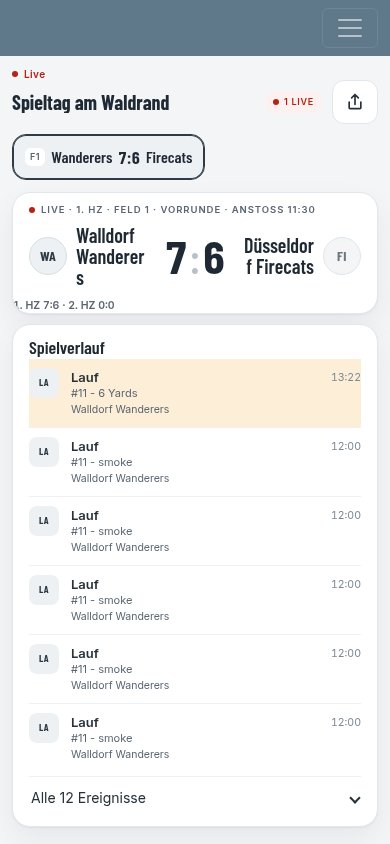 Live
Spieltag am Waldrand
1 LIVE
F1 Wanderers 7:6 Firecats
LIVE · 1. HZ · FELD 1 · VORRUNDE · ANSTOSS 11:30
WA
Walldorf
Wanderer
s
7:6
Düsseldor
f Firecats
FI
1. HZ 7:6 · 2. HZ 0:0
Spielverlauf
LA
Lauf
13:22
#11 - 6 Yards
Walldorf Wanderers
LA
Lauf
12:00
#11 - smoke
Walldorf Wanderers
LA
Lauf
12:00
#11 - smoke
Walldorf Wanderers
LA
Lauf
12:00
#11 - smoke
Walldorf Wanderers
LA
Lauf
12:00
#11 - smoke
Walldorf Wanderers
LA
Lauf
12:00
#11 - smoke
Walldorf Wanderers
Alle 12 Ereignisse